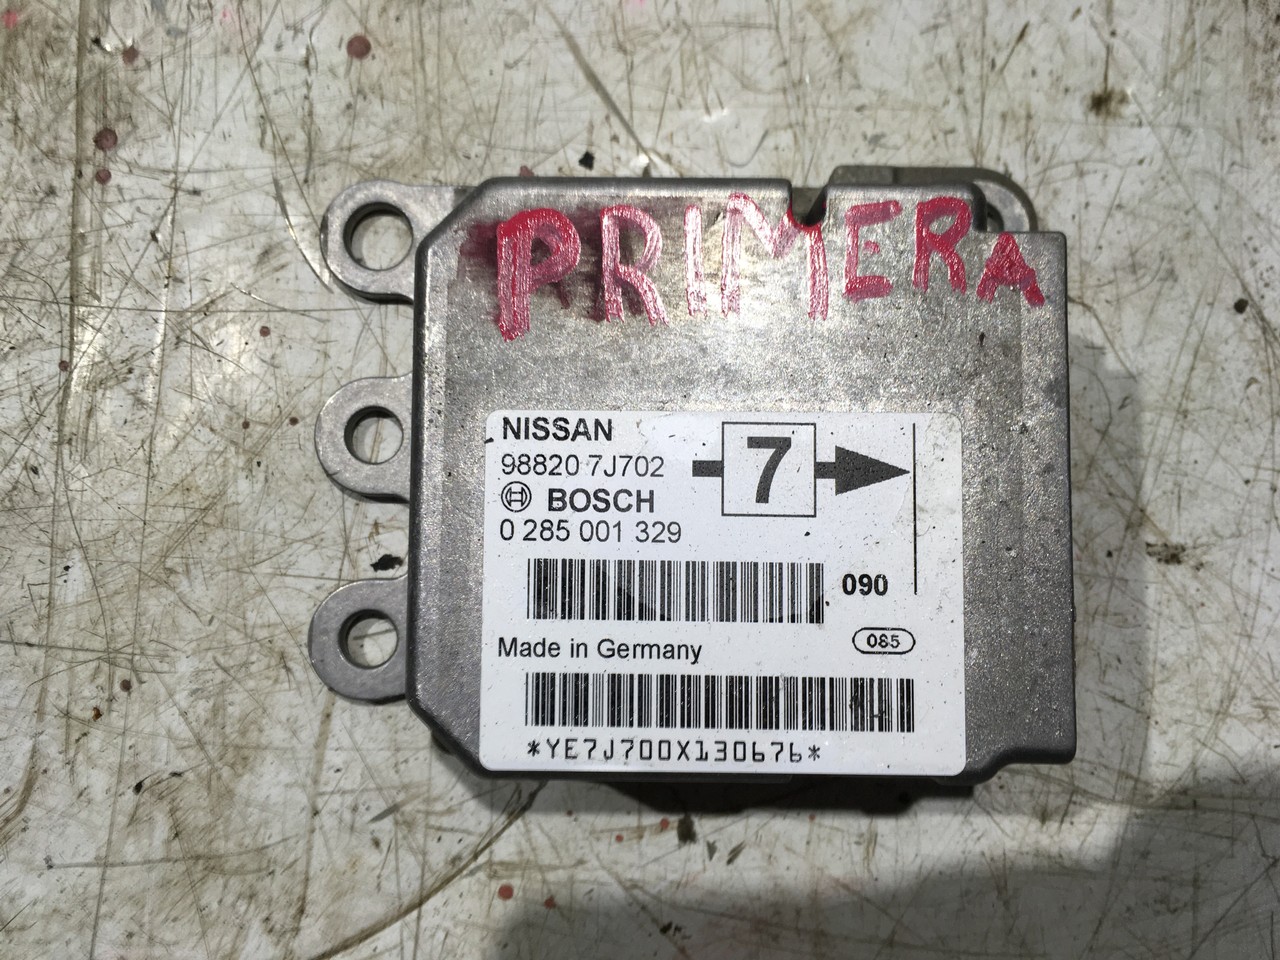 PRIMERA
NISSAN
98820 7J702
7
BOSCH
0 285 001 329
090
Made in Germany
085
*YE7J700X130676*